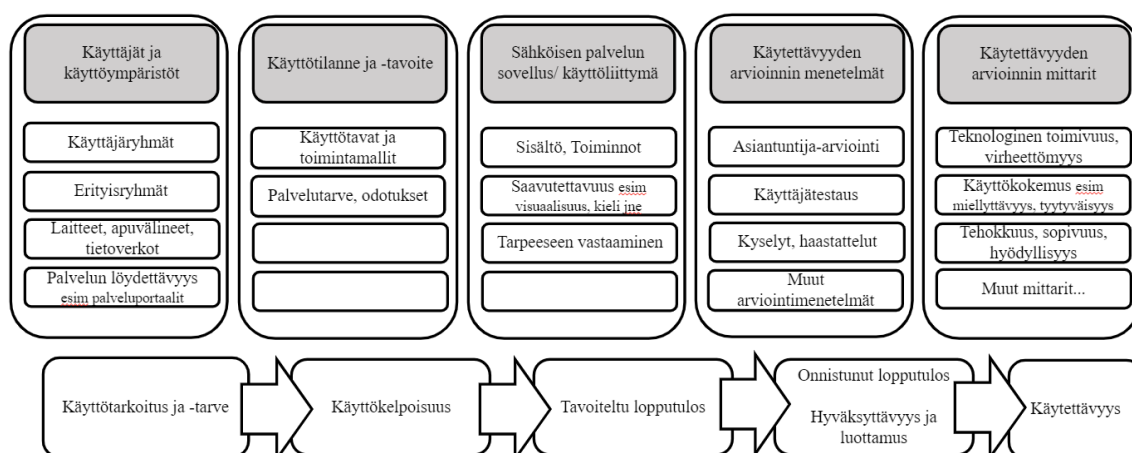 Käyttäjät ja
käyttöympäristöt
Käyttäjäryhmät
Erityisryhmät
Laitteet, apuvälineet,
tietoverkot
Palvelun löydettävyys
esim palveluportaalit
Käyttötilanne ja -tavoite
Käyttötavat ja
toimintamallit
Palvelutarve, odotukset
Sähköisen palvelun
sovellus/ käyttöliittymä
Sisältö, Toiminnot
Saavutettavuus esim
visuaalisuus, kieli jne
Tarpeeseen vastaaminen
Käytettävyyden
arvioinnin menetelmät
Asiantuntija-arviointi
Käyttäjätestaus
Kyselyt, haastattelut
Muut
arviointimenetelmät
Käytettävyyden
arvioinnin mittarit
Teknologinen toimivuus,
virheettömyys
Käyttökokemus esim
miellyttävyys, tyytyväisyys
Tehokkuus, sopivuus,
hyödyllisyys
Muut mittarit...
Käyttötarkoitus ja -tarve
Käyttökelpoisuus
Tavoiteltu lopputulos
Onnistunut lopputulos
Hyväksyttävyys ja
luottamus
Käytettävyys